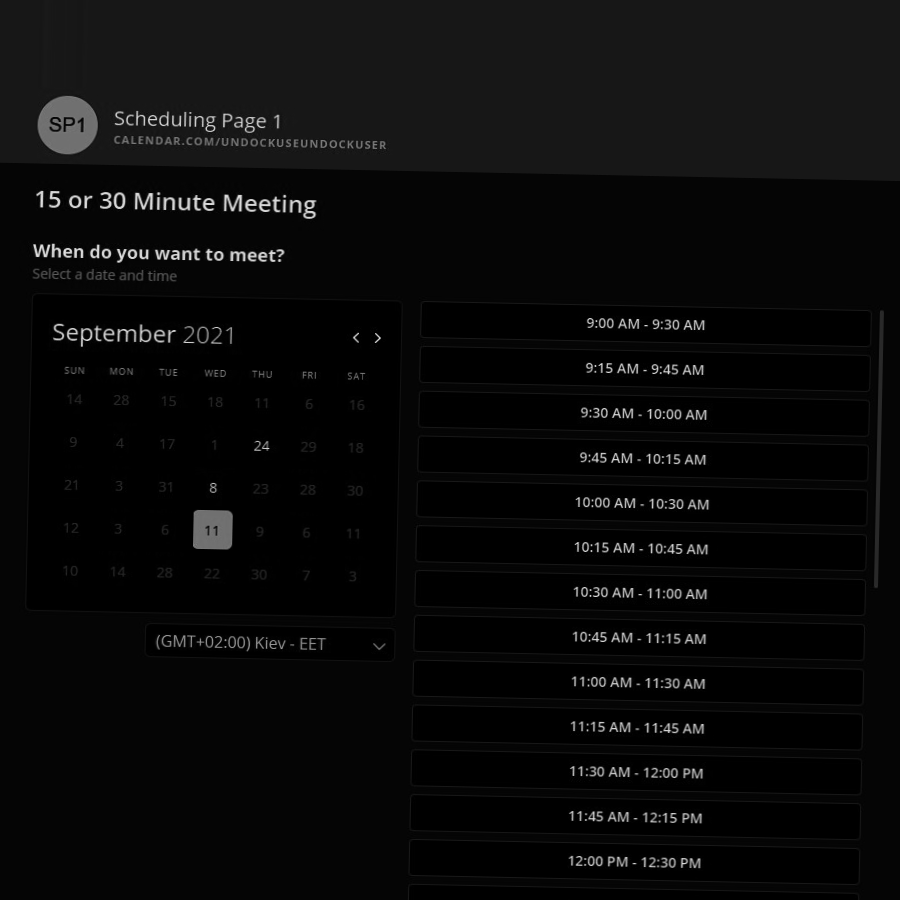 SP1
Scheduling Page 1
CALENDAR.COM/UNDOCKUSEUNDOCKUSER
15 or 30 Minute Meeting
When do you want to meet?
Select a date and time
September 2021
SUN MON TUE WED THU FRI SAT
14 28 15 18 11 6 16
9 4 17 1 24 29 18
21 3 31 8 23 28 30
12 3 6 11 9 6 11
10 14 28 22 30 7 3
(GMT+02:00) Kiev - EET
9:00 AM - 9:30 AM
9:15 AM - 9:45 AM
9:30 AM - 10:00 AM
9:45 AM - 10:15 AM
10:00 AM - 10:30 AM
10:15 AM - 10:45 AM
10:30 AM - 11:00 AM
10:45 AM - 11:15 AM
11:00 AM - 11:30 AM
11:15 AM - 11:45 AM
11:30 AM - 12:00 PM
11:45 AM - 12:15 PM
12:00 PM - 12:30 PM